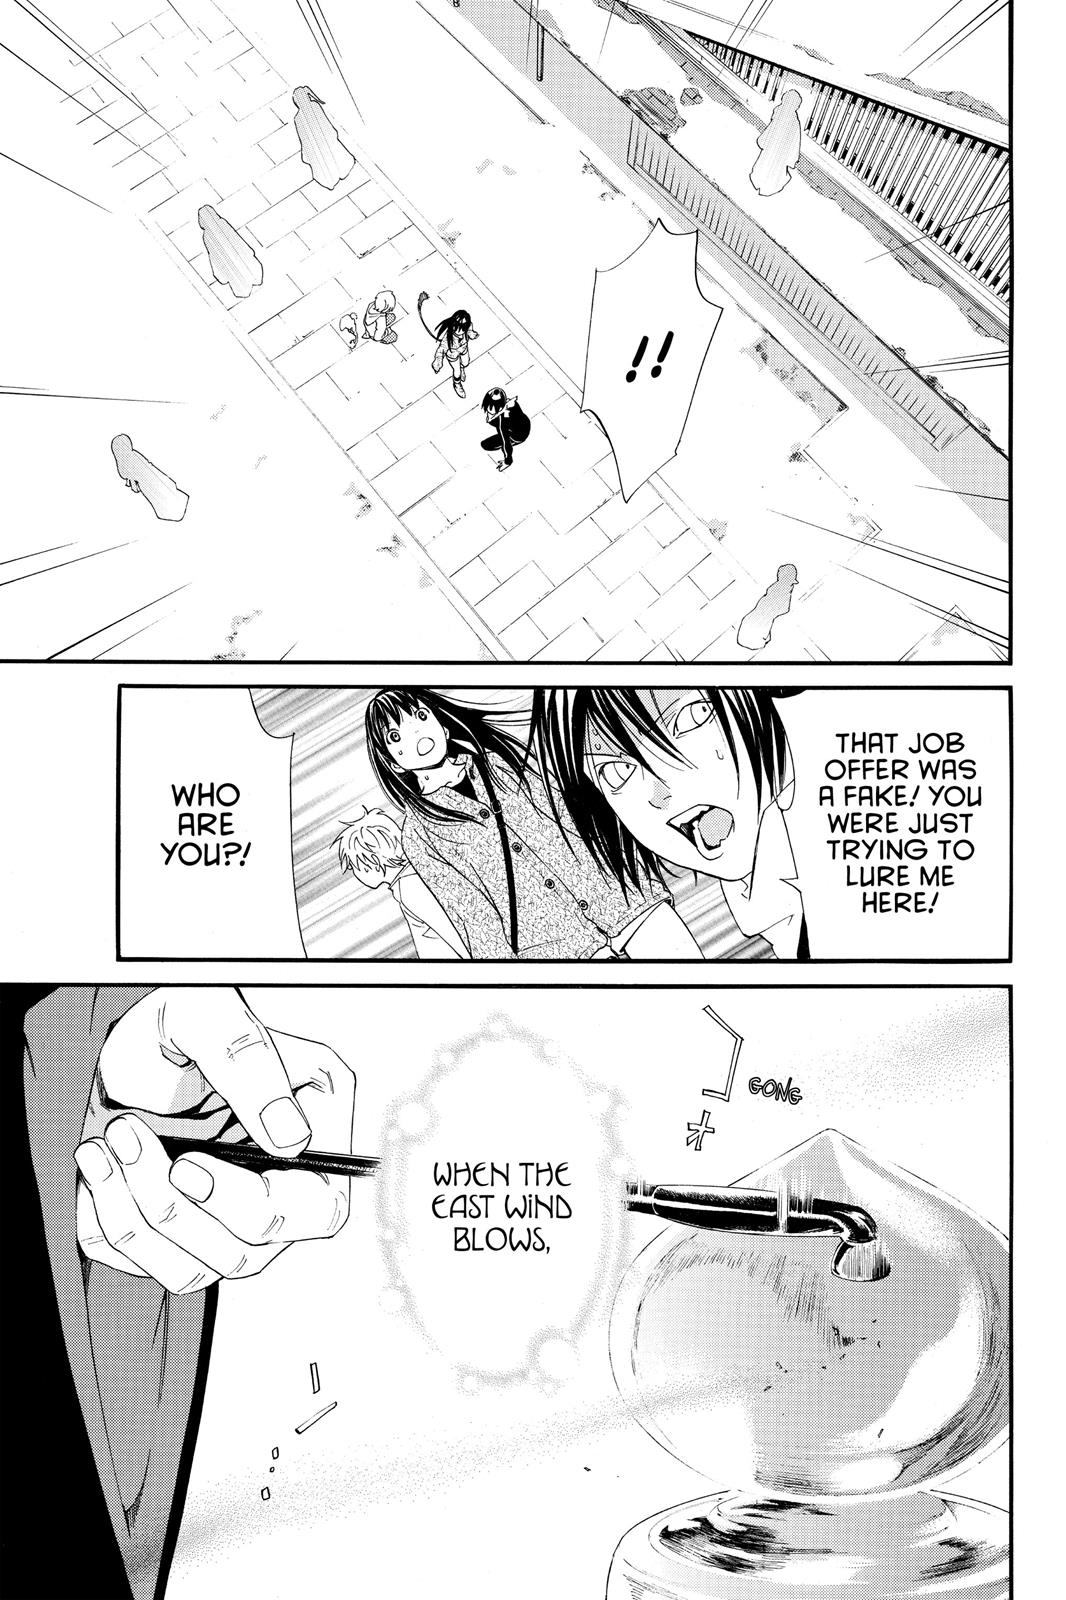 !!
THAT JOB
OFFER WAS
A FAKE! YOU
WERE JUST
TRYING TO
LURE ME
HERE!
WHO
ARE
YOU?!
GONG
WHEN THE
EAST WIND
BLOWS,